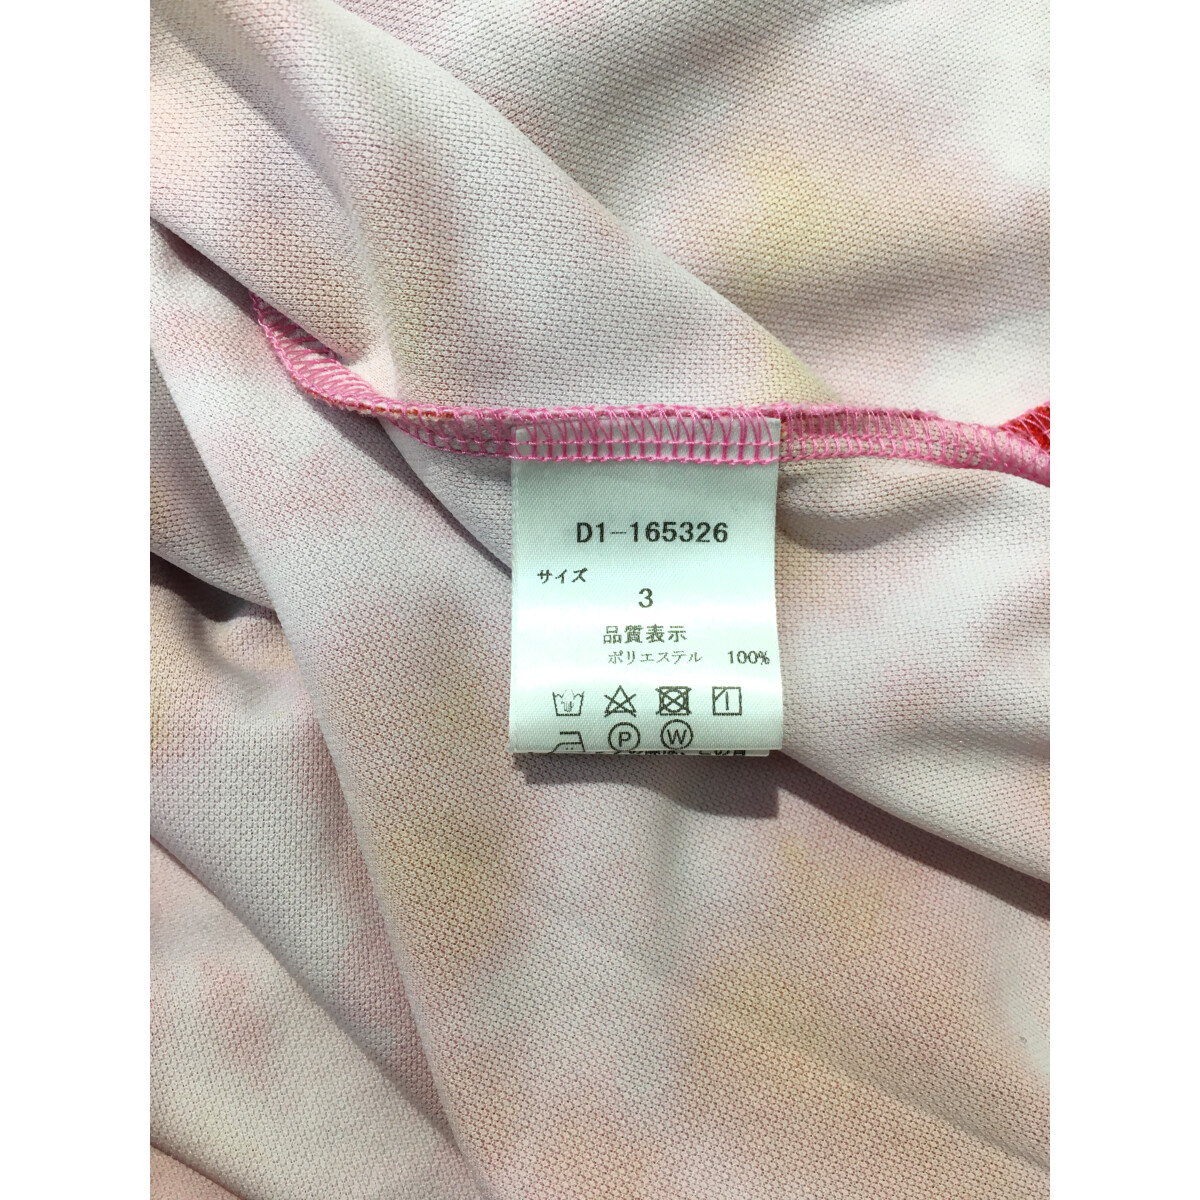 D1-165326
サイズ
3
品質表示
ポリエステル 100%
P W